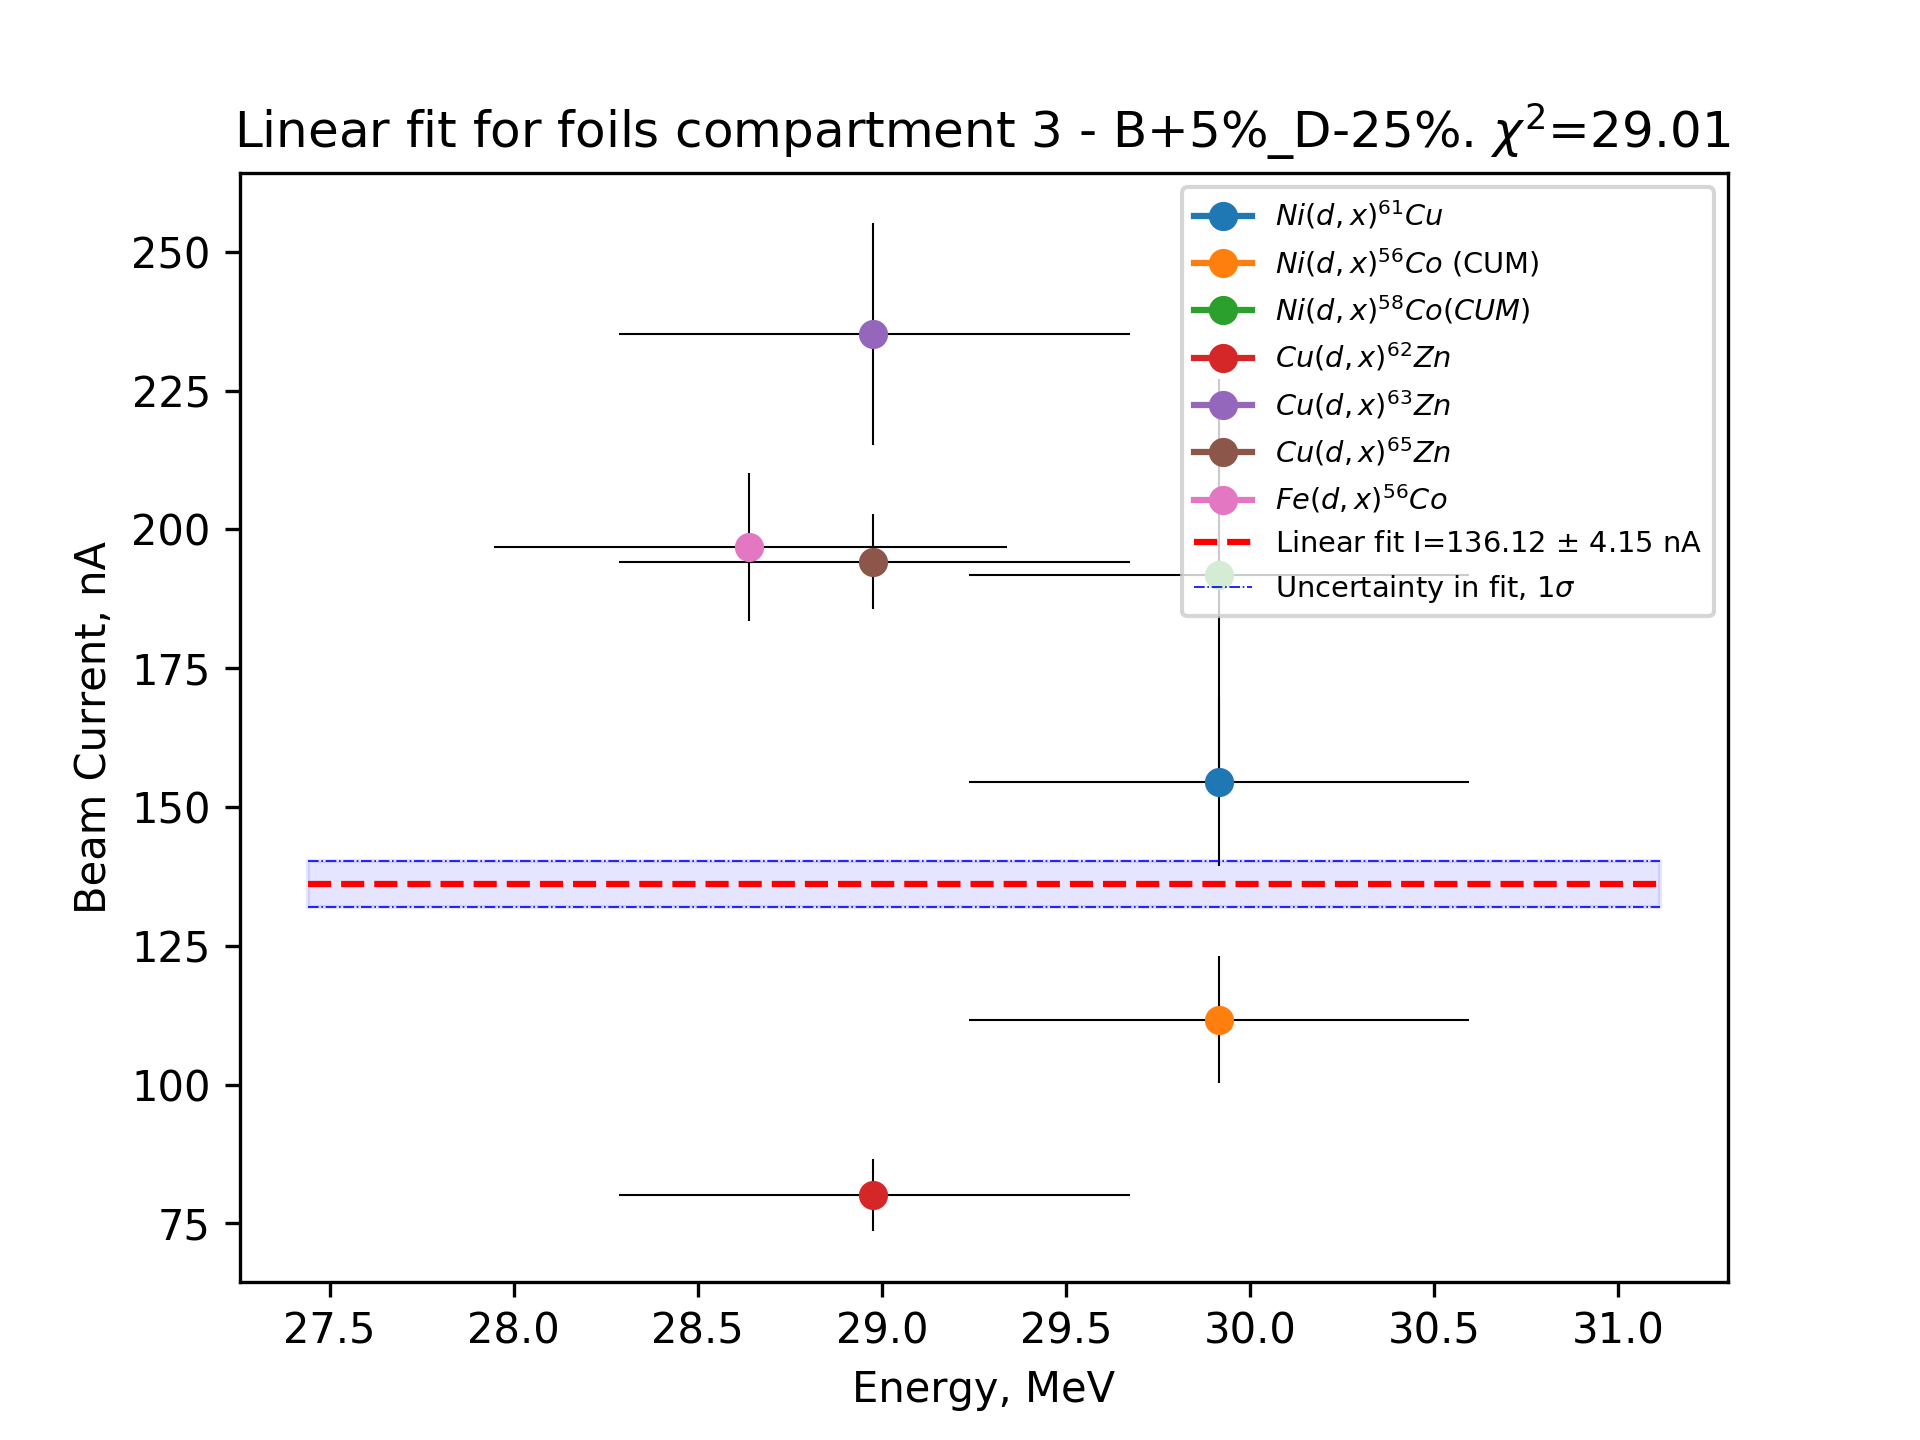 Linear fit for foils compartment 3 - B+5%_D-25%. χ²=29.01
Ni(d,x)⁶¹Cu
Ni(d,x)⁵⁶Co (CUM)
Ni(d,x)⁵⁸Co(CUM)
Cu(d,x)⁶²Zn
Cu(d,x)⁶³Zn
Cu(d,x)⁶⁵Zn
Fe(d,x)⁵⁶Co
Linear fit I=136.12 ± 4.15 nA
Uncertainty in fit, 1σ
Beam Current, nA
250
225
200
175
150
125
100
75
27.5 28.0 28.5 29.0 29.5 30.0 30.5 31.0
Energy, MeV